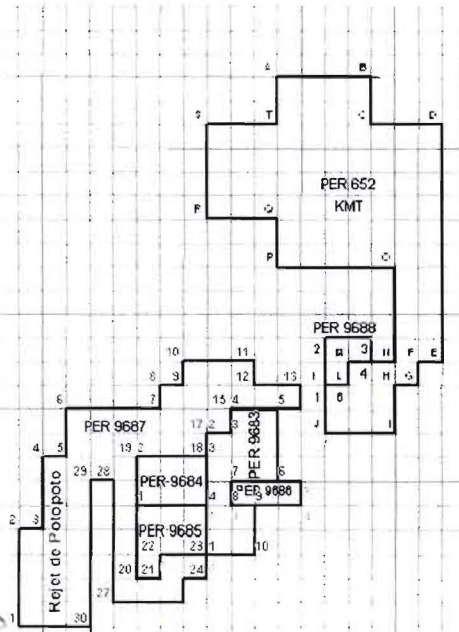 A B
S T C D
PER 652
KMT
R Q
P O
PER 9688
2 M 3 N F E
10 11
8 9 12 13 I L 4 H G
1 6
6 7 15 4 5
J I
PER 9687
17 2 3
PER 9683
4 5 19 2 18 3
29 28
PER 9684
7 6
1 4 8 9
PER 9686
2 3
PER 9685
22 23 1 10
20 21 24
27
Rejet de Potopoto
1 30